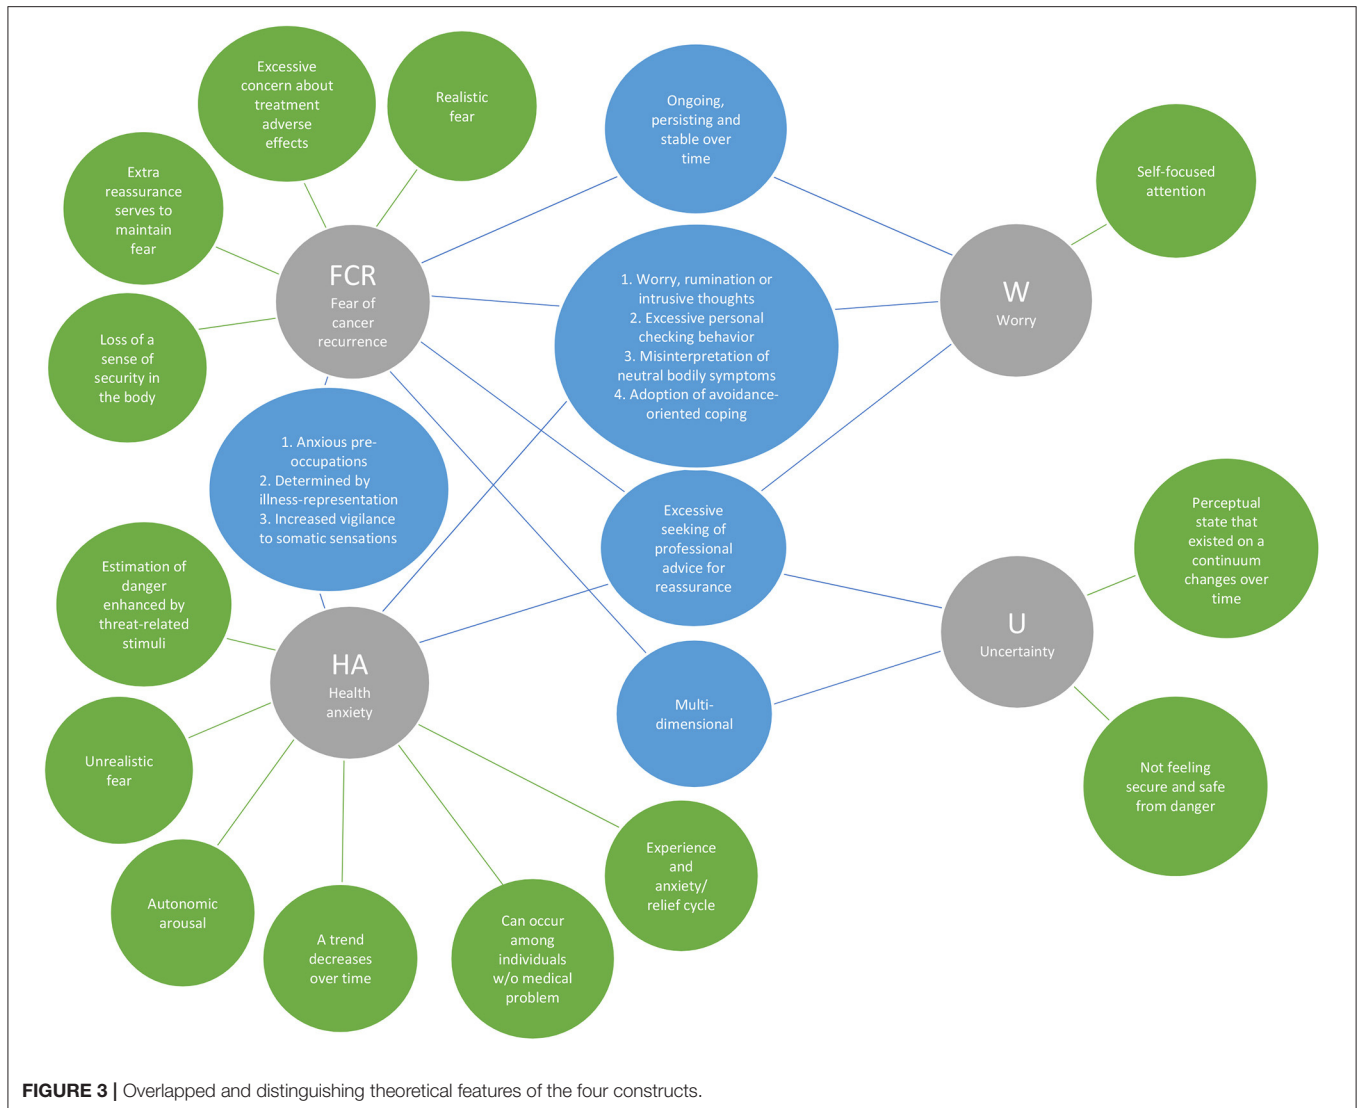 Excessive
concern about
treatment
adverse
effects
Realistic
fear
Ongoing,
persisting and
stable over
time
Self-focused
attention
Extra
reassurance
serves to
maintain
fear
FCR
Fear of
cancer
recurrence
1. Worry, rumination or
intrusive thoughts
2. Excessive personal
checking behavior
3. Misinterpretation of
neutral bodily symptoms
4. Adoption of avoidance-
oriented coping
W
Worry
Loss of a
sense of
security in
the body
1. Anxious pre-
occupations
2. Determined by
illness-representation
3. Increased vigilance
to somatic sensations
Excessive
seeking of
professional
advice for
reassurance
Perceptual
state that
existed on a
continuum
changes over
time
Estimation of
danger
enhanced by
threat-related
stimuli
HA
Health
anxiety
U
Uncertainty
Multi-
dimensional
Unrealistic
fear
Not feeling
secure and safe
from danger
Autonomic
arousal
A trend
decreases
over time
Can occur
among
individuals
w/o medical
problem
Experience
and
anxiety/
relief cycle
FIGURE 3 | Overlapped and distinguishing theoretical features of the four constructs.